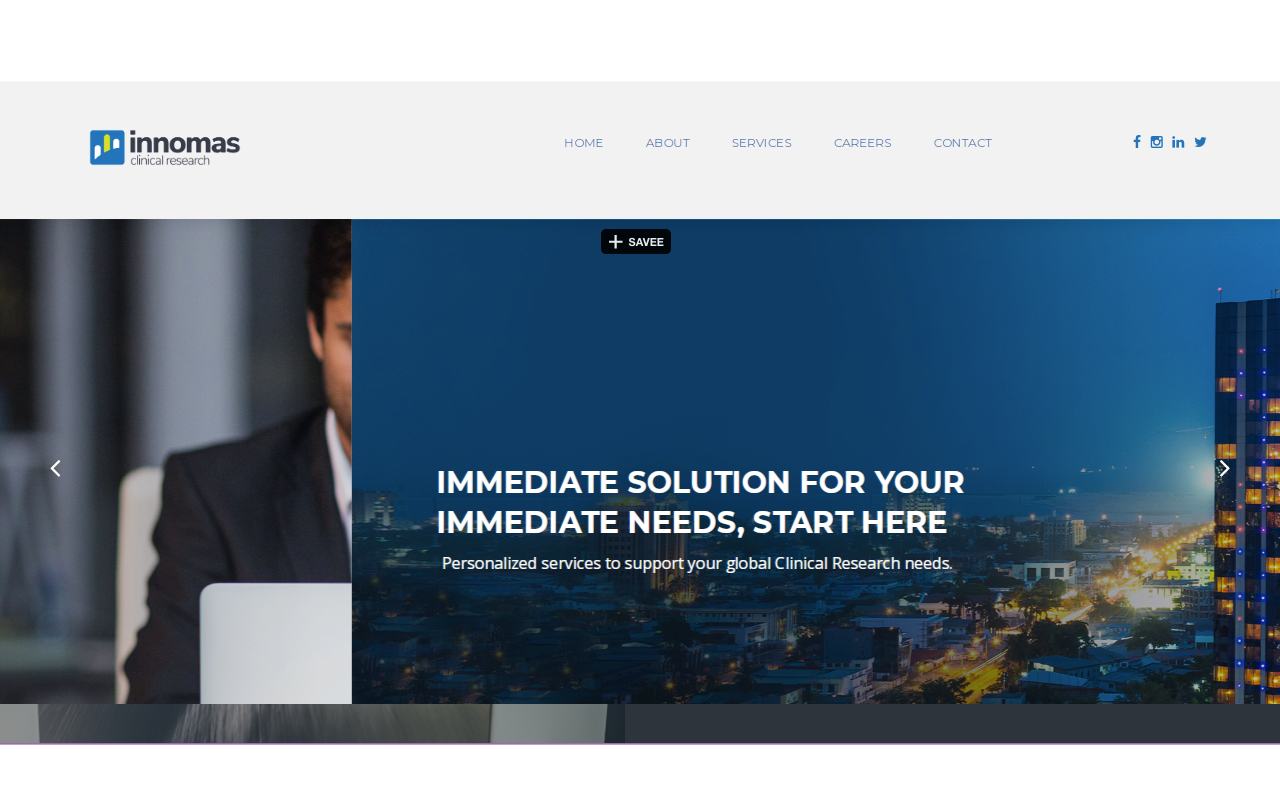 innomas
clinical research
HOME ABOUT SERVICES CAREERS CONTACT
SAVEE
IMMEDIATE SOLUTION FOR YOUR
IMMEDIATE NEEDS, START HERE
Personalized services to support your global Clinical Research needs.